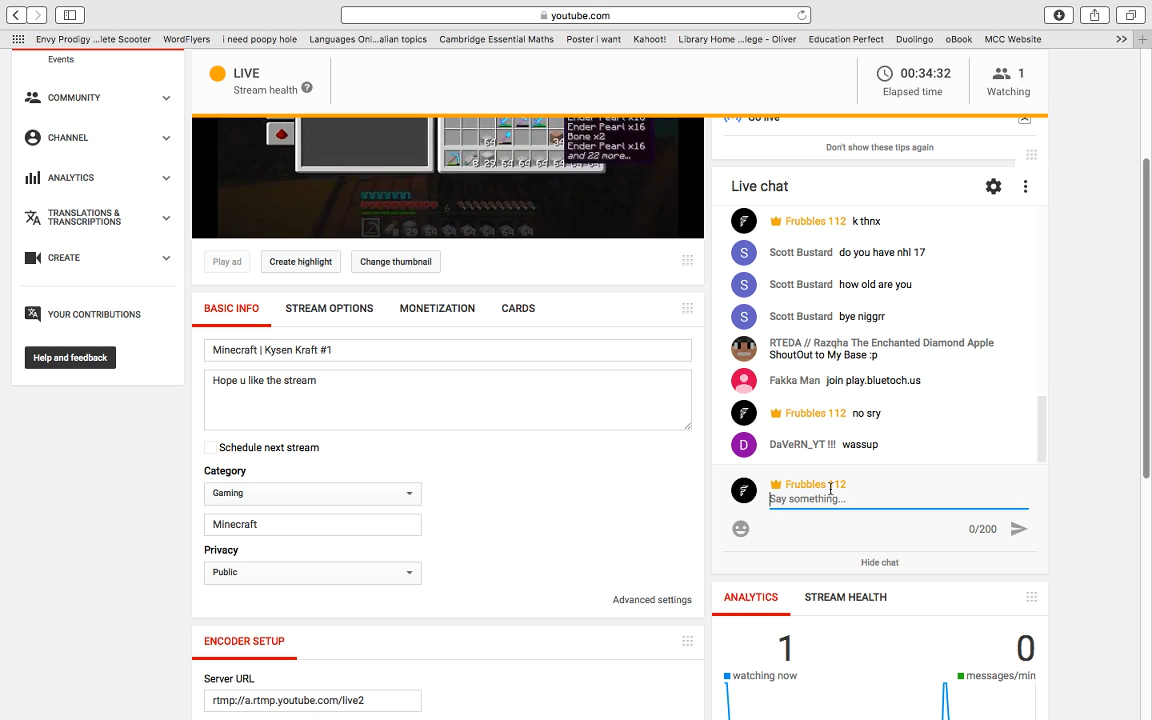 youtube.com
Envy Prodigy ...lete Scooter WordFlyers i need poopy hole Languages Onl...alian topics Cambridge Essential Maths Poster i want Kahoot! Library Home ...lege - Oliver Education Perfect Duolingo oBook MCC Website >>
Events
COMMUNITY
CHANNEL
ANALYTICS
TRANSLATIONS &
TRANSCRIPTIONS
CREATE
YOUR CONTRIBUTIONS
Help and feedback
LIVE
Stream health ?
00:34:32
Elapsed time
1
Watching
Ender Pearl x16
Ender Pearl x16
Bone x2
Ender Pearl x16
and 22 more...
Play ad Create highlight Change thumbnail
BASIC INFO STREAM OPTIONS MONETIZATION CARDS
Minecraft | Kysen Kraft #1
Hope u like the stream
Schedule next stream
Category
Gaming
Minecraft
Privacy
Public
Advanced settings
ENCODER SETUP
Server URL
rtmp://a.rtmp.youtube.com/live2
Go live
Don't show these tips again
Live chat
Frubbles 112 k thnx
S Scott Bustard do you have nhl 17
S Scott Bustard how old are you
S Scott Bustard bye niggrr
RTEDA // Razqha The Enchanted Diamond Apple
ShoutOut to My Base :p
Fakka Man join play.bluetoch.us
Frubbles 112 no sry
D DaVeRN_YT !!! wassup
Frubbles 112
Say something...
0/200
Hide chat
ANALYTICS STREAM HEALTH
1 0
watching now messages/min